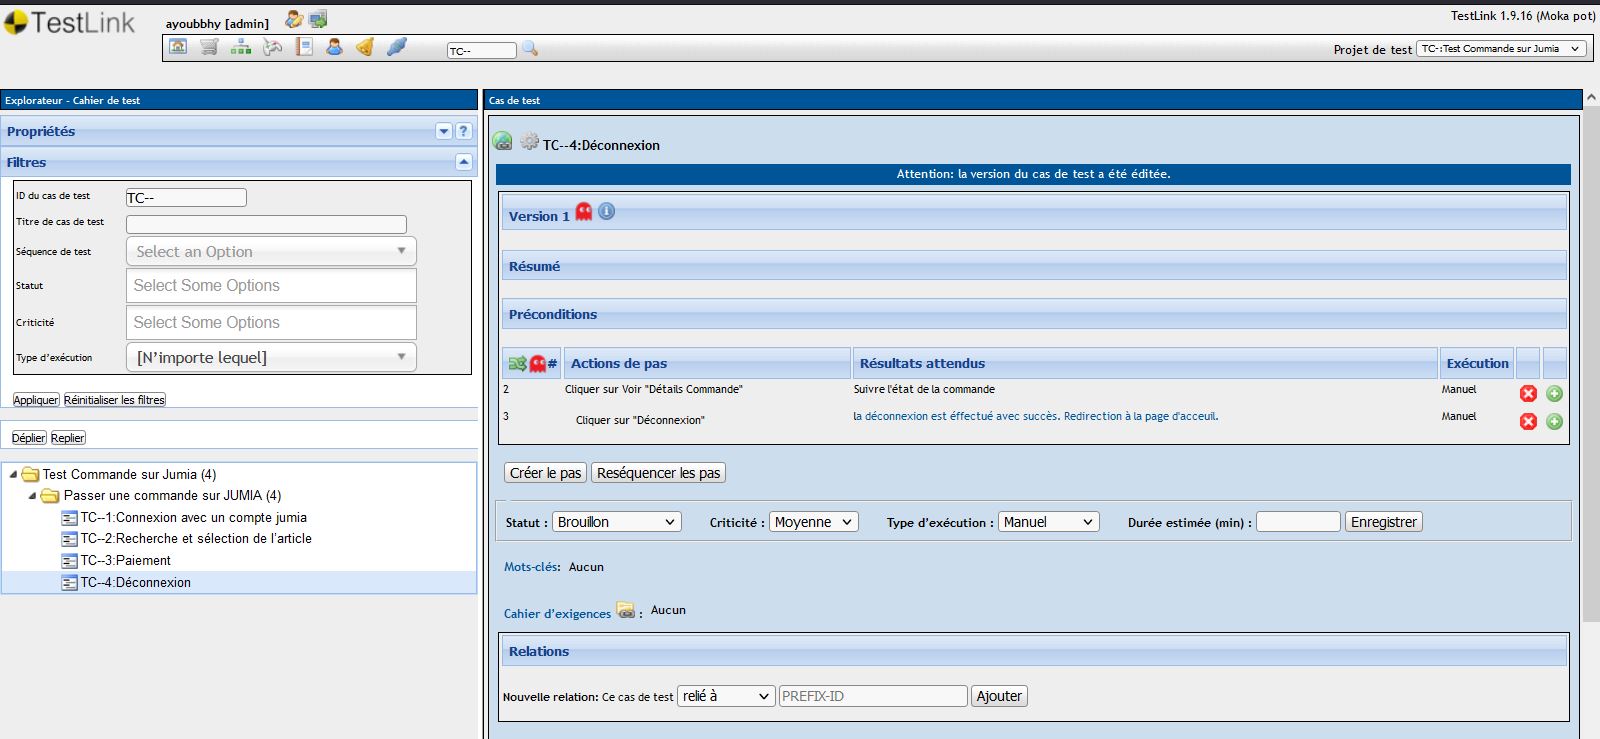 TestLink
ayoubbhy [admin]
TestLink 1.9.16 (Moka pot)
TC--
Projet de test TC-:Test Commande sur Jumia
Explorateur - Cahier de test
Propriétés
?
Filtres
ID du cas de test TC--
Titre de cas de test
Séquence de test Select an Option
Statut Select Some Options
Criticité Select Some Options
Type d'exécution [N'importe lequel]
Appliquer Réinitialiser les filtres
Déplier Replier
Test Commande sur Jumia (4)
Passer une commande sur JUMIA (4)
TC--1:Connexion avec un compte jumia
TC--2:Recherche et sélection de l'article
TC--3:Paiement
TC--4:Déconnexion
Cas de test
TC--4:Déconnexion
Attention: la version du cas de test a été éditée.
Version 1
Résumé
Préconditions
# Actions de pas Résultats attendus Exécution
2 Cliquer sur Voir "Détails Commande" Suivre l'état de la commande Manuel
3 Cliquer sur "Déconnexion" la déconnexion est éffectué avec succès. Redirection à la page d'acceuil. Manuel
Créer le pas Reséquencer les pas
Statut : Brouillon Criticité : Moyenne Type d'exécution : Manuel Durée estimée (min) : Enregistrer
Mots-clés: Aucun
Cahier d'exigences : Aucun
Relations
Nouvelle relation: Ce cas de test relié à PREFIX-ID Ajouter